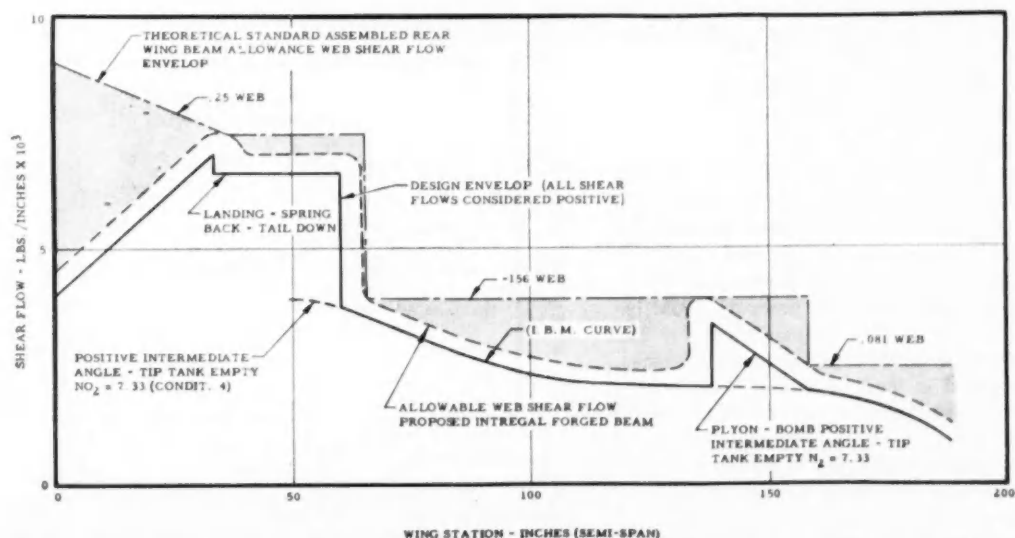 10
THEORETICAL STANDARD ASSEMBLED REAR
WING BEAM ALLOWANCE WEB SHEAR FLOW
ENVELOP
.25 WEB
DESIGN ENVELOP (ALL SHEAR
FLOWS CONSIDERED POSITIVE)
LANDING - SPRING
BACK - TAIL DOWN
SHEAR FLOW - LBS./INCHES X 10³
5
-156 WEB
(I.B.M. CURVE)
.081 WEB
POSITIVE INTERMEDIATE
ANGLE - TIP TANK EMPTY
NO₂ = 7.33 (CONDIT. 4)
ALLOWABLE WEB SHEAR FLOW
PROPOSED INTREGAL FORGED BEAM
PLYON - BOMB POSITIVE
INTERMEDIATE ANGLE - TIP
TANK EMPTY N₂ = 7.33
0
0 50 100 150 200
WING STATION - INCHES (SEMI-SPAN)